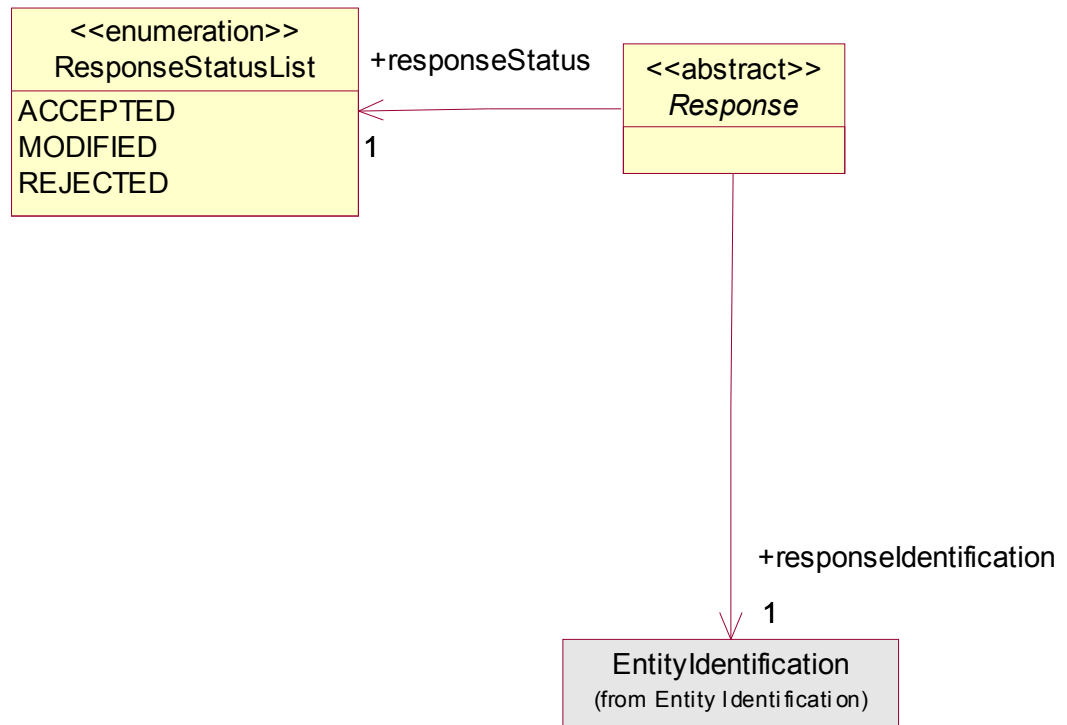 <<enumeration>>
ResponseStatusList
ACCEPTED
MODIFIED
REJECTED
+responseStatus
1
<<abstract>>
Response
+responseIdentification
1
EntityIdentification
(from Entity Identification)